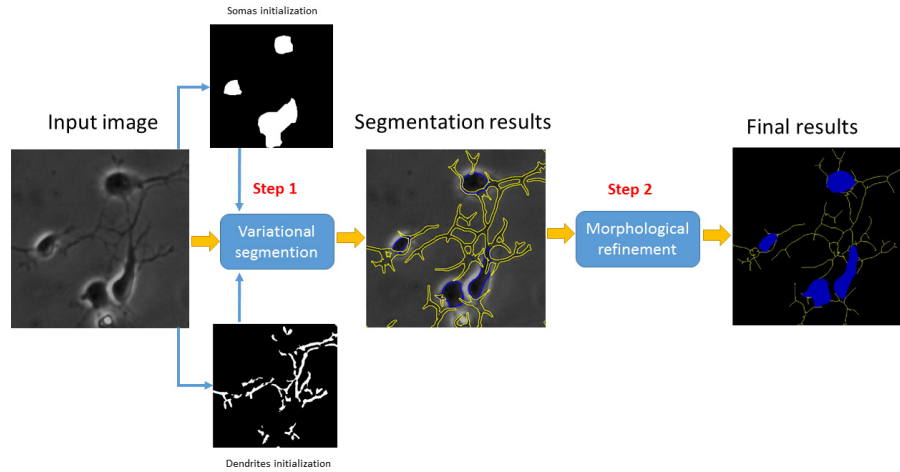 Somas initialization
Input image
Step 1
Variational
segmention
Segmentation results
Step 2
Morphological
refinement
Final results
Dendrites initialization